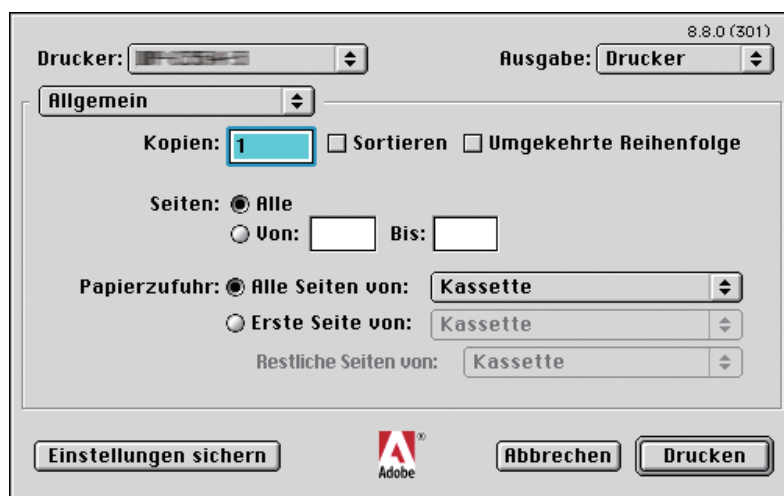 8.8.0 (301)
Drucker: Ausgabe: Drucker
Allgemein
Kopien: 1 Sortieren Umgekehrte Reihenfolge
Seiten: Alle
Von: Bis:
Papierzufuhr: Alle Seiten von: Kassette
Erste Seite von: Kassette
Restliche Seiten von: Kassette
Einstellungen sichern Adobe® Abbrechen Drucken